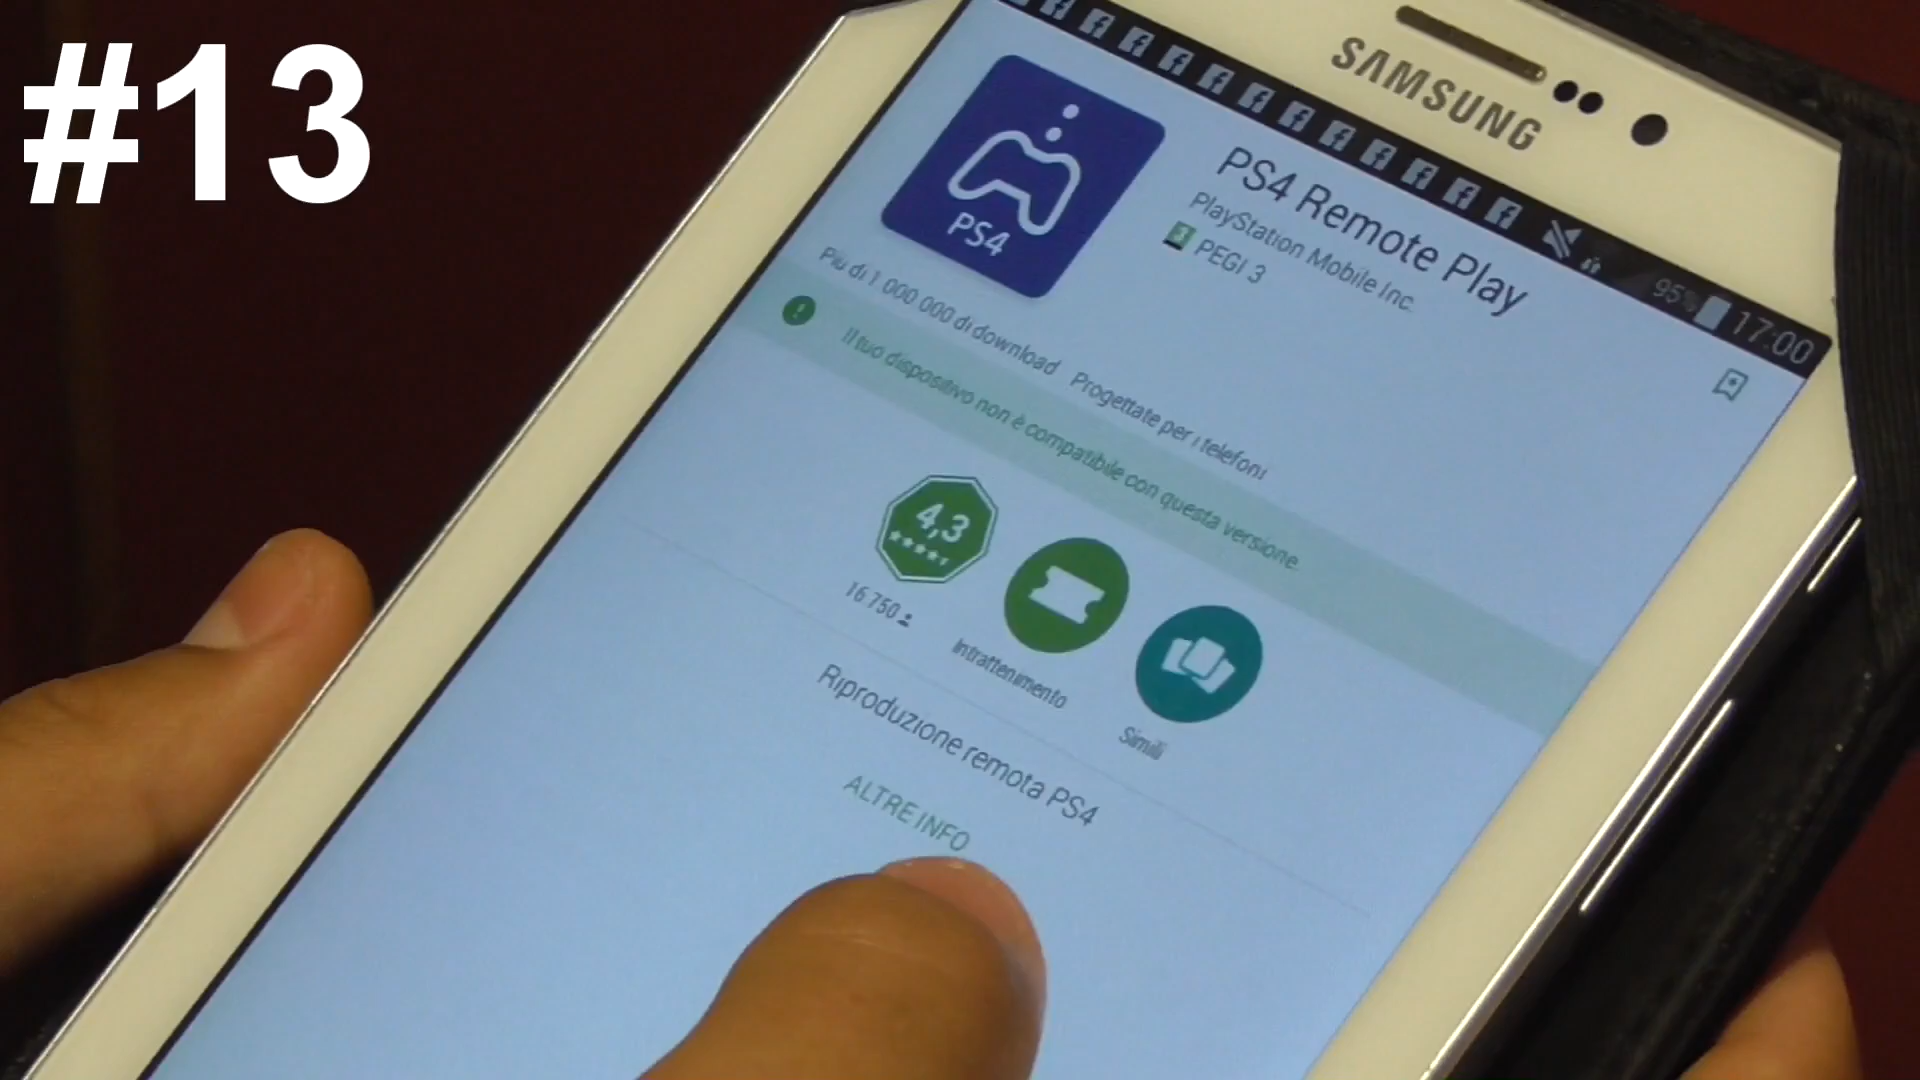 #13
SAMSUNG
95% 17:00
PS4
PS4 Remote Play
PlayStation Mobile Inc.
3 PEGI 3
Più di 1 000 000 di download Progettate per i telefoni
Il tuo dispositivo non è compatibile con questa versione.
4,3
16.750
Intrattenimento
Simili
Riproduzione remota PS4
ALTRE INFO